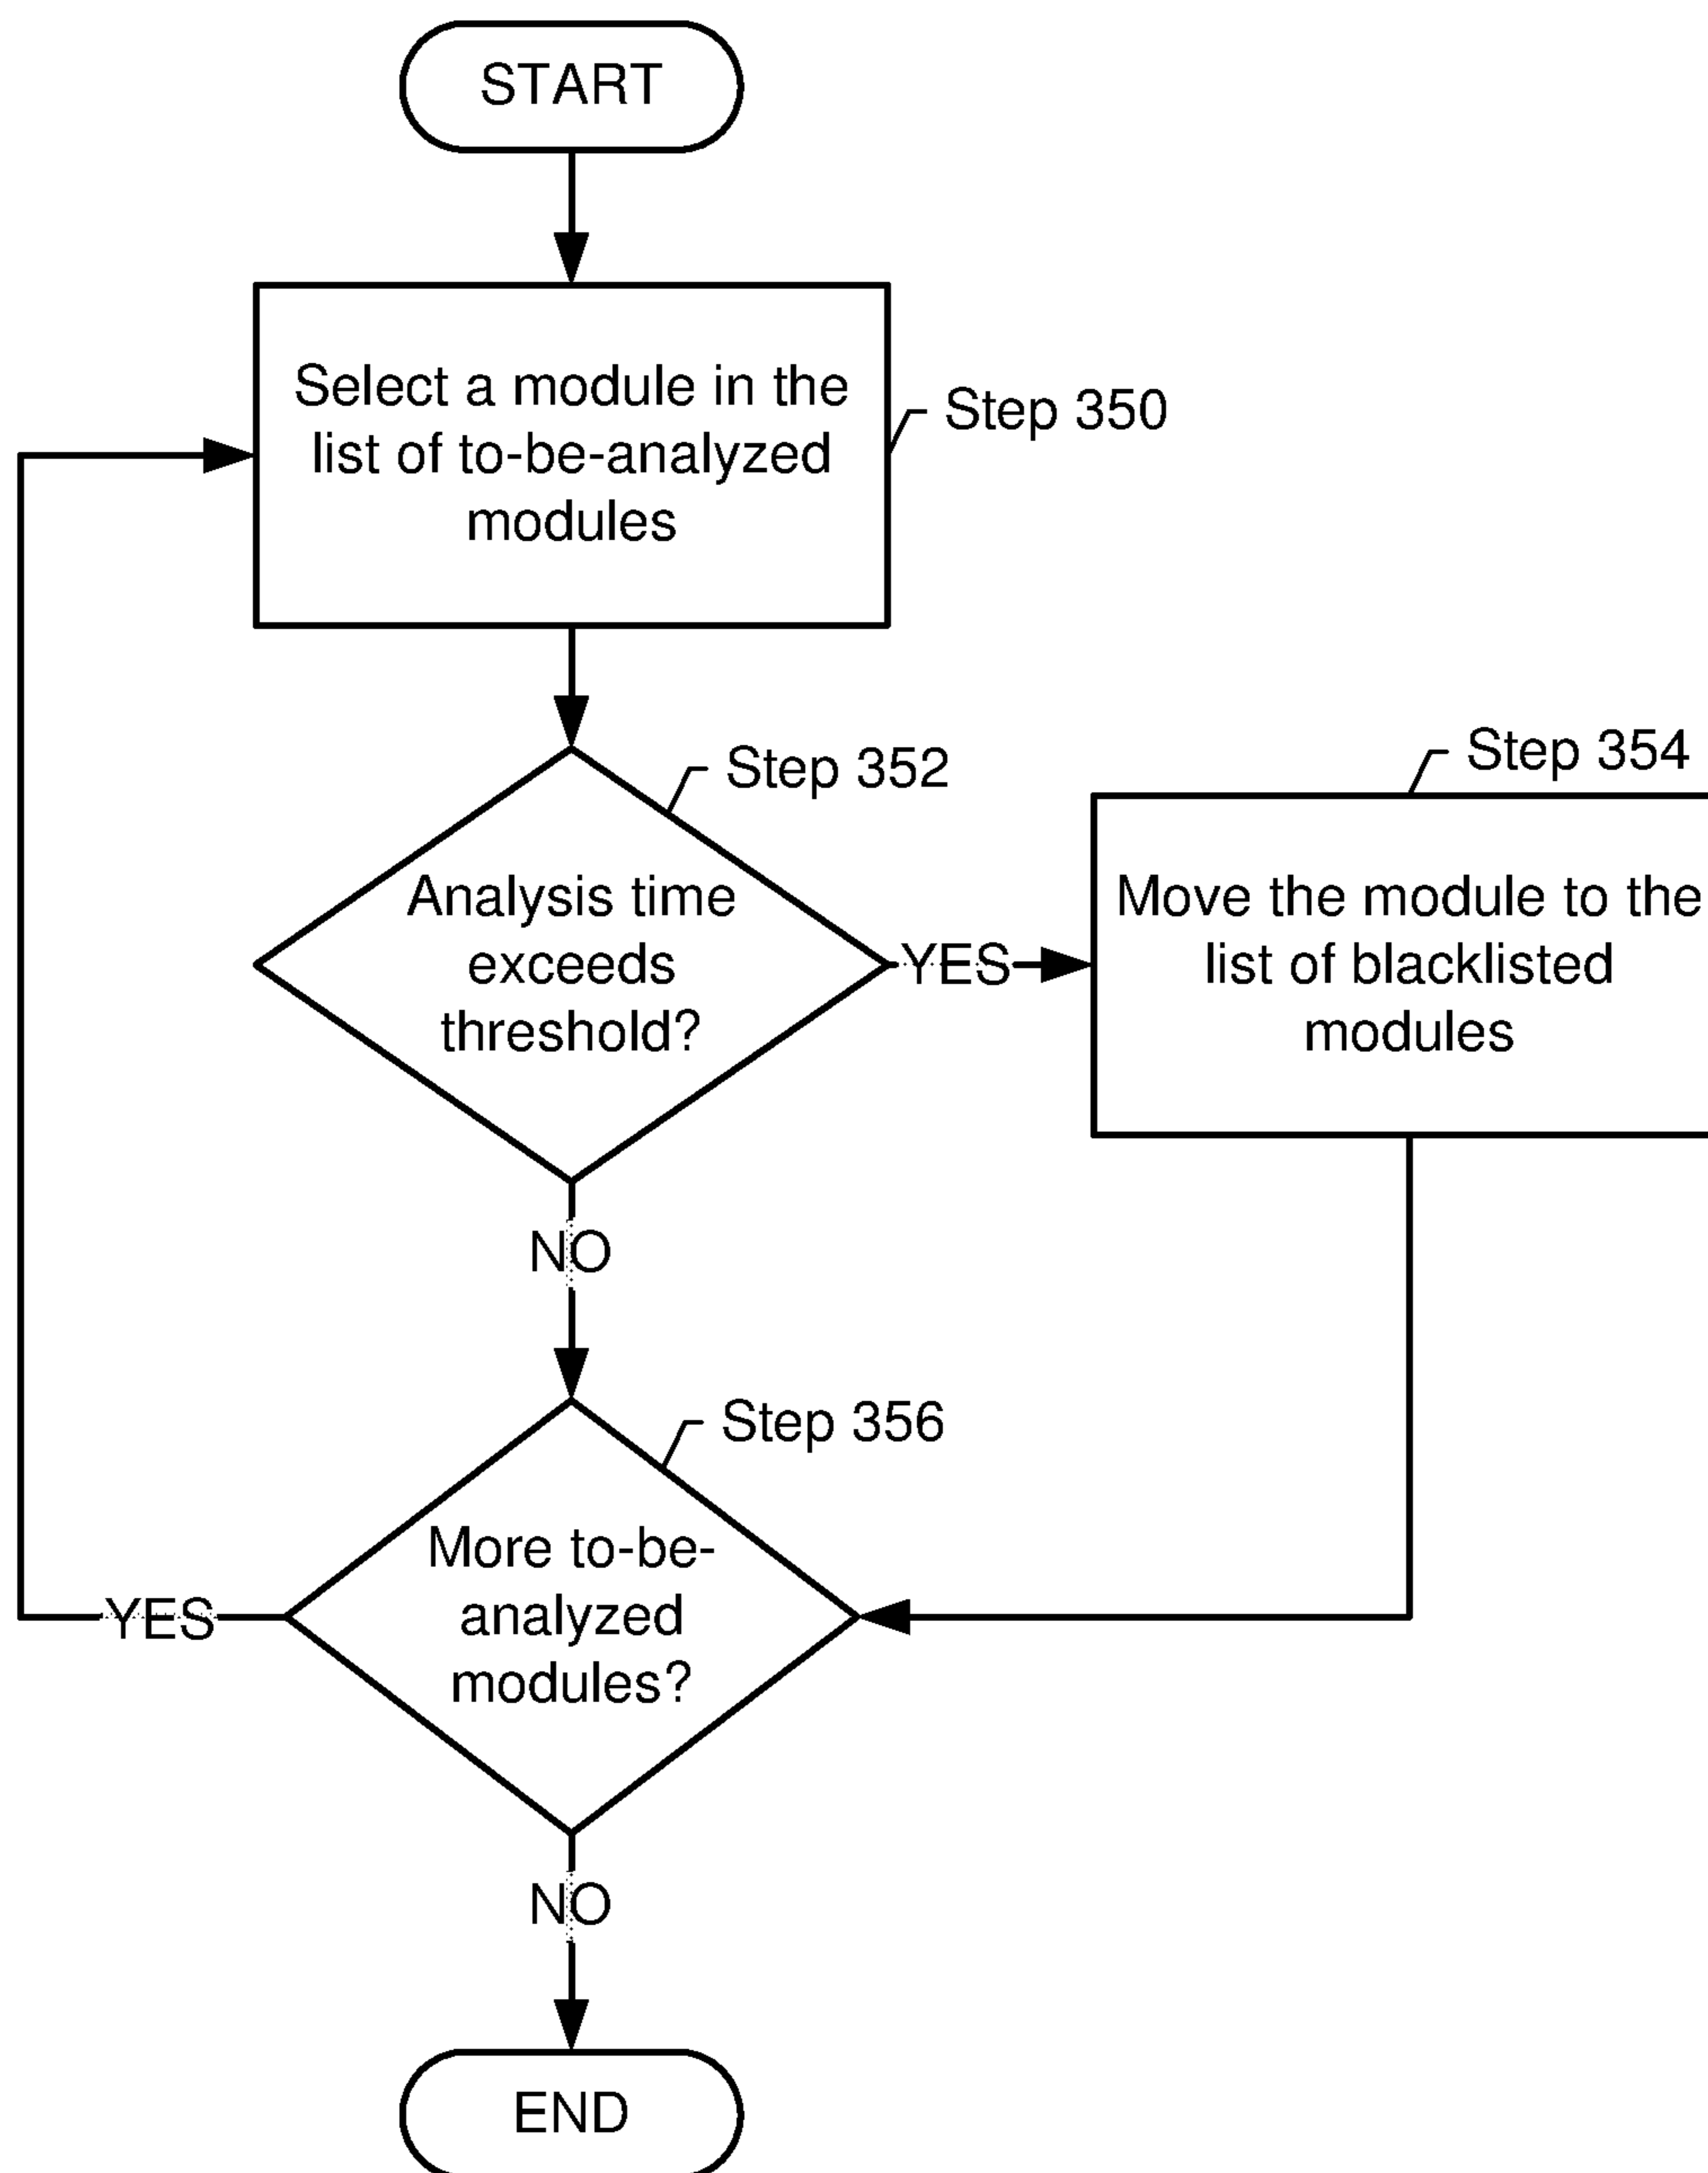 START
Select a module in the
list of to-be-analyzed
modules
Step 350
Step 352
Analysis time
exceeds
threshold?
YES
Step 354
Move the module to the
list of blacklisted
modules
NO
Step 356
More to-be-
analyzed
modules?
YES
NO
END